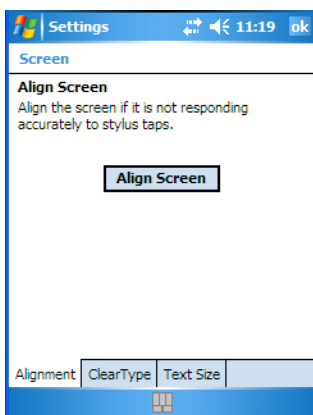 Settings 11:19 ok
Screen
Align Screen
Align the screen if it is not responding
accurately to stylus taps.
Align Screen
Alignment ClearType Text Size